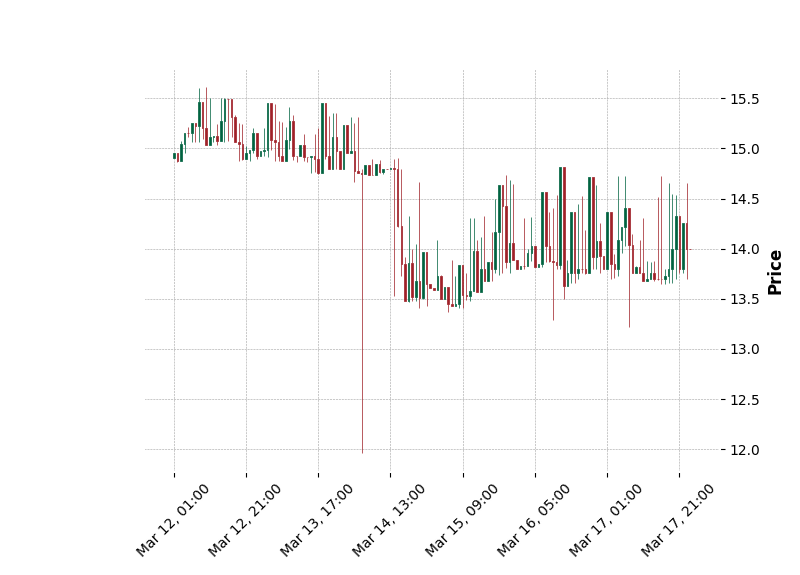 15.5
15.0
14.5
14.0
13.5
13.0
12.5
12.0
Price
Mar 12, 01:00
Mar 12, 21:00
Mar 13, 17:00
Mar 14, 13:00
Mar 15, 09:00
Mar 16, 05:00
Mar 17, 01:00
Mar 17, 21:00